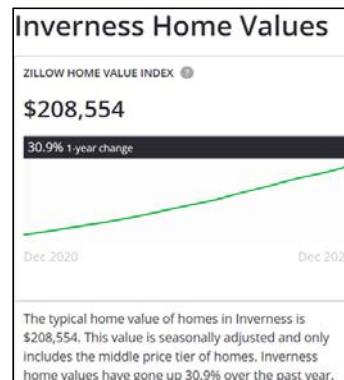 Inverness Home Values
ZILLOW HOME VALUE INDEX ?
$208,554
30.9% 1-year change
Dec 2020 Dec 202
The typical home value of homes in Inverness is
$208,554. This value is seasonally adjusted and only
includes the middle price tier of homes. Inverness
home values have gone up 30.9% over the past year.